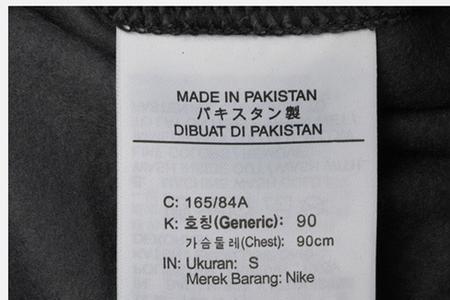 MADE IN PAKISTAN
パキスタン製
DIBUAT DI PAKISTAN
C: 165/84A
K: 호칭(Generic): 90
가슴둘레(Chest): 90cm
IN: Ukuran: S
Merek Barang: Nike